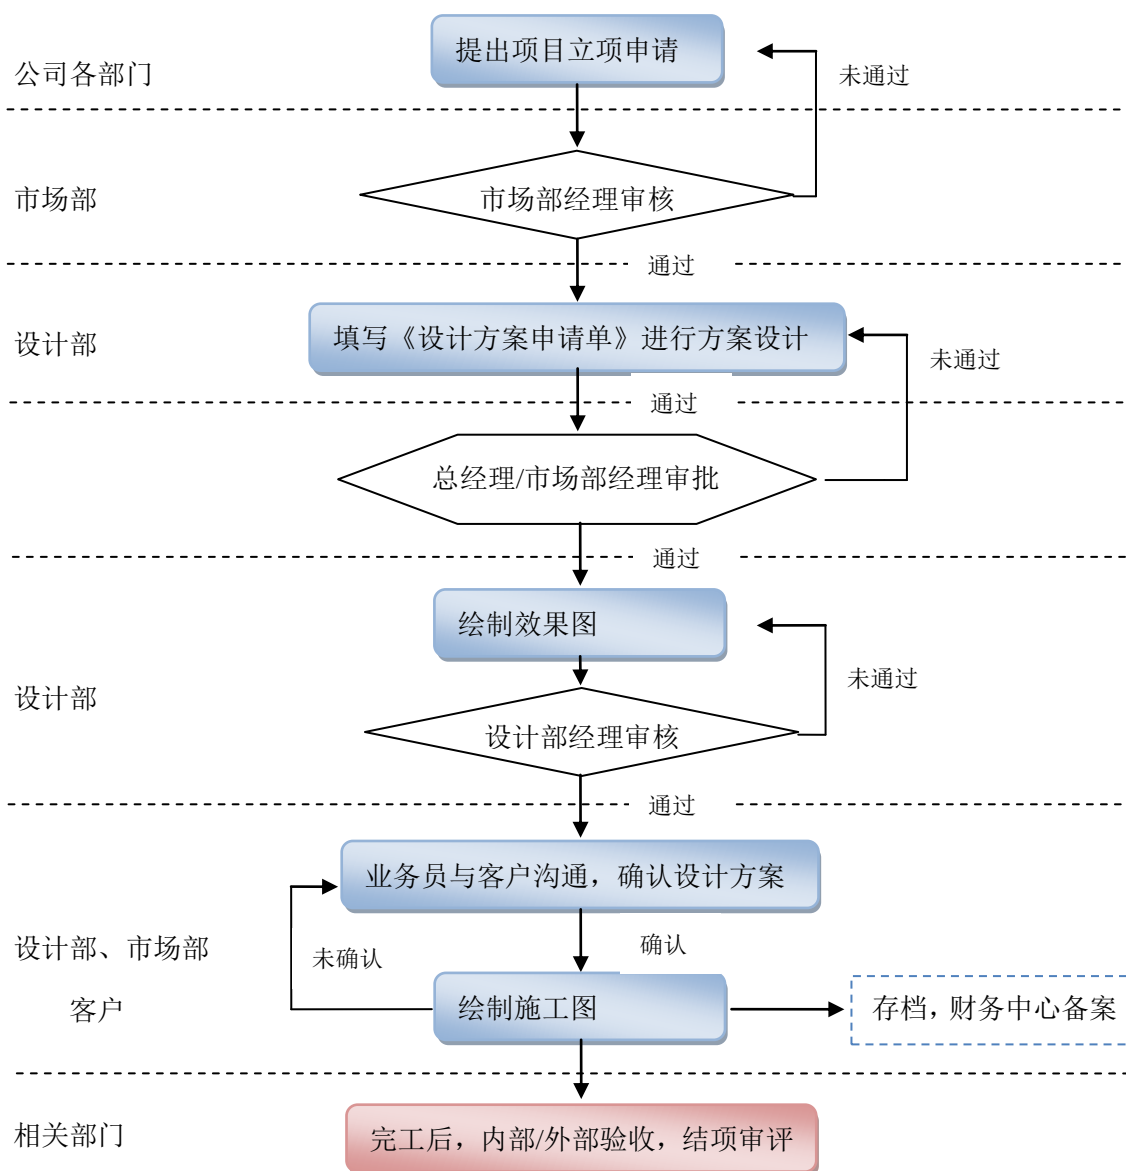 提出项目立项申请
公司各部门
未通过
市场部
市场部经理审核
通过
设计部
填写《设计方案申请单》进行方案设计
未通过
通过
总经理/市场部经理审批
通过
绘制效果图
未通过
设计部
设计部经理审核
通过
业务员与客户沟通，确认设计方案
设计部、市场部
未确认
确认
客户
绘制施工图
存档，财务中心备案
相关部门
完工后，内部/外部验收，结项审评